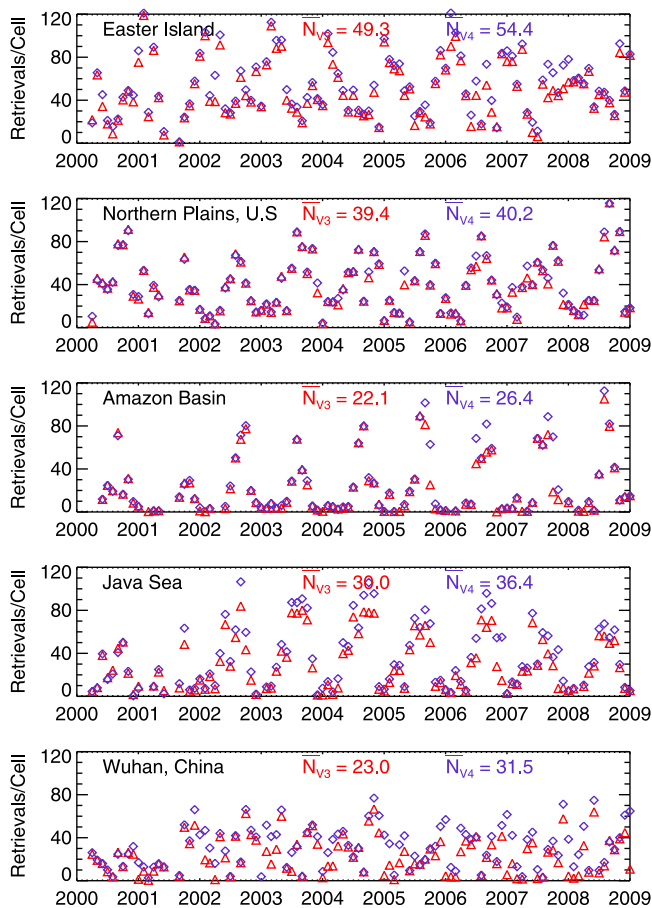 Easter Island N̅V3 = 49.3 N̅V4 = 54.4
Retrievals/Cell
120
80
40
0
2000 2001 2002 2003 2004 2005 2006 2007 2008 2009
Northern Plains, U.S N̅V3 = 39.4 N̅V4 = 40.2
Retrievals/Cell
120
80
40
0
2000 2001 2002 2003 2004 2005 2006 2007 2008 2009
Amazon Basin N̅V3 = 22.1 N̅V4 = 26.4
Retrievals/Cell
120
80
40
0
2000 2001 2002 2003 2004 2005 2006 2007 2008 2009
Java Sea N̅V3 = 30.0 N̅V4 = 36.4
Retrievals/Cell
120
80
40
0
2000 2001 2002 2003 2004 2005 2006 2007 2008 2009
Wuhan, China N̅V3 = 23.0 N̅V4 = 31.5
Retrievals/Cell
120
80
40
0
2000 2001 2002 2003 2004 2005 2006 2007 2008 2009